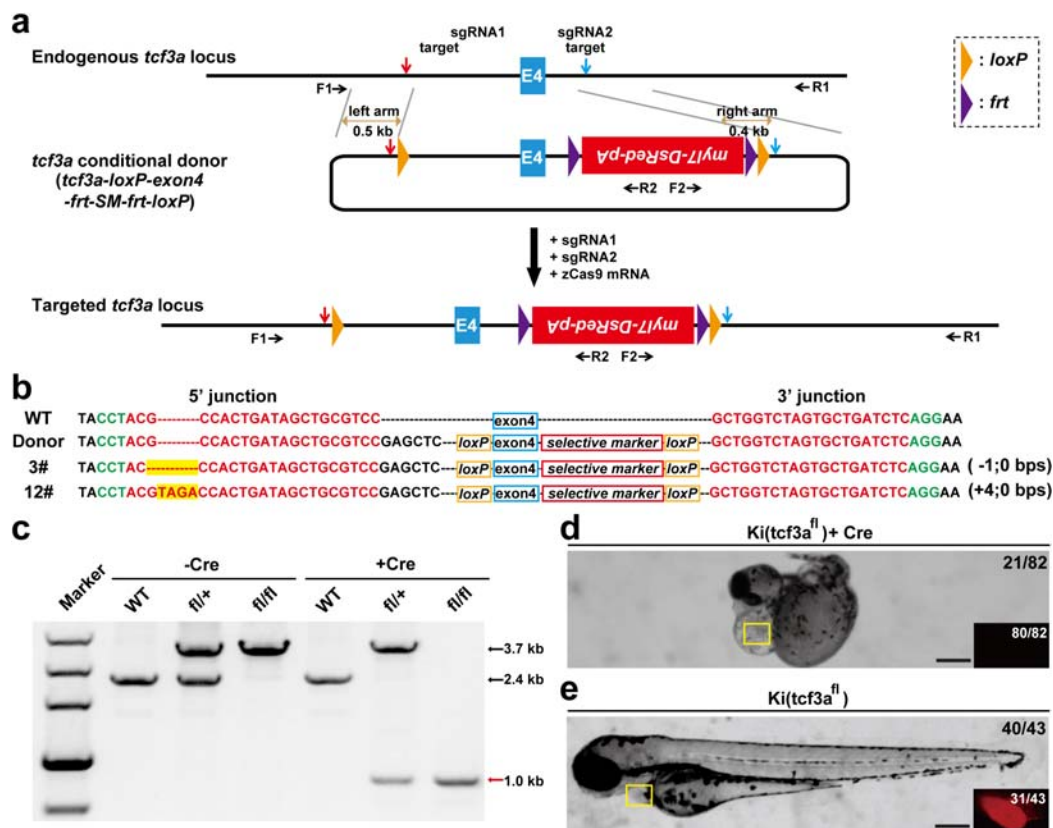 a
sgRNA1 target
sgRNA2 target
Endogenous tcf3a locus
E4
F1
R1
: loxP
: frt
left arm
0.5 kb
right arm
0.4 kb
tcf3a conditional donor
(tcf3a-loxP-exon4
-frt-SM-frt-loxP)
E4
myl7-DsRed-pA
R2 F2
+ sgRNA1
+ sgRNA2
+ zCas9 mRNA
Targeted tcf3a locus
E4
myl7-DsRed-pA
F1
R2 F2
R1
b
5’ junction
3’ junction
WT TACCTACG-------CCACTGATAGCTGCGTCC----------------exon4--------------------------------GCTGGTCTAGTGCTGATCTCAGGAA
Donor TACCTACG-------CCACTGATAGCTGCGTCCGAGCTC---loxP exon4 selective marker loxP--GCTGGTCTAGTGCTGATCTCAGGAA
3# TACCTAC---------CCACTGATAGCTGCGTCCGAGCTC---loxP exon4 selective marker loxP--GCTGGTCTAGTGCTGATCTCAGGAA (-1;0 bps)
12# TACCTACGTAGACCACTGATAGCTGCGTCCGAGCTC---loxP exon4 selective marker loxP--GCTGGTCTAGTGCTGATCTCAGGAA (+4;0 bps)
c
-Cre
+Cre
Marker WT fl/+ fl/fl WT fl/+ fl/fl
3.7 kb
2.4 kb
1.0 kb
d
Ki(tcf3a^fl)+ Cre
21/82
80/82
e
Ki(tcf3a^fl)
40/43
31/43